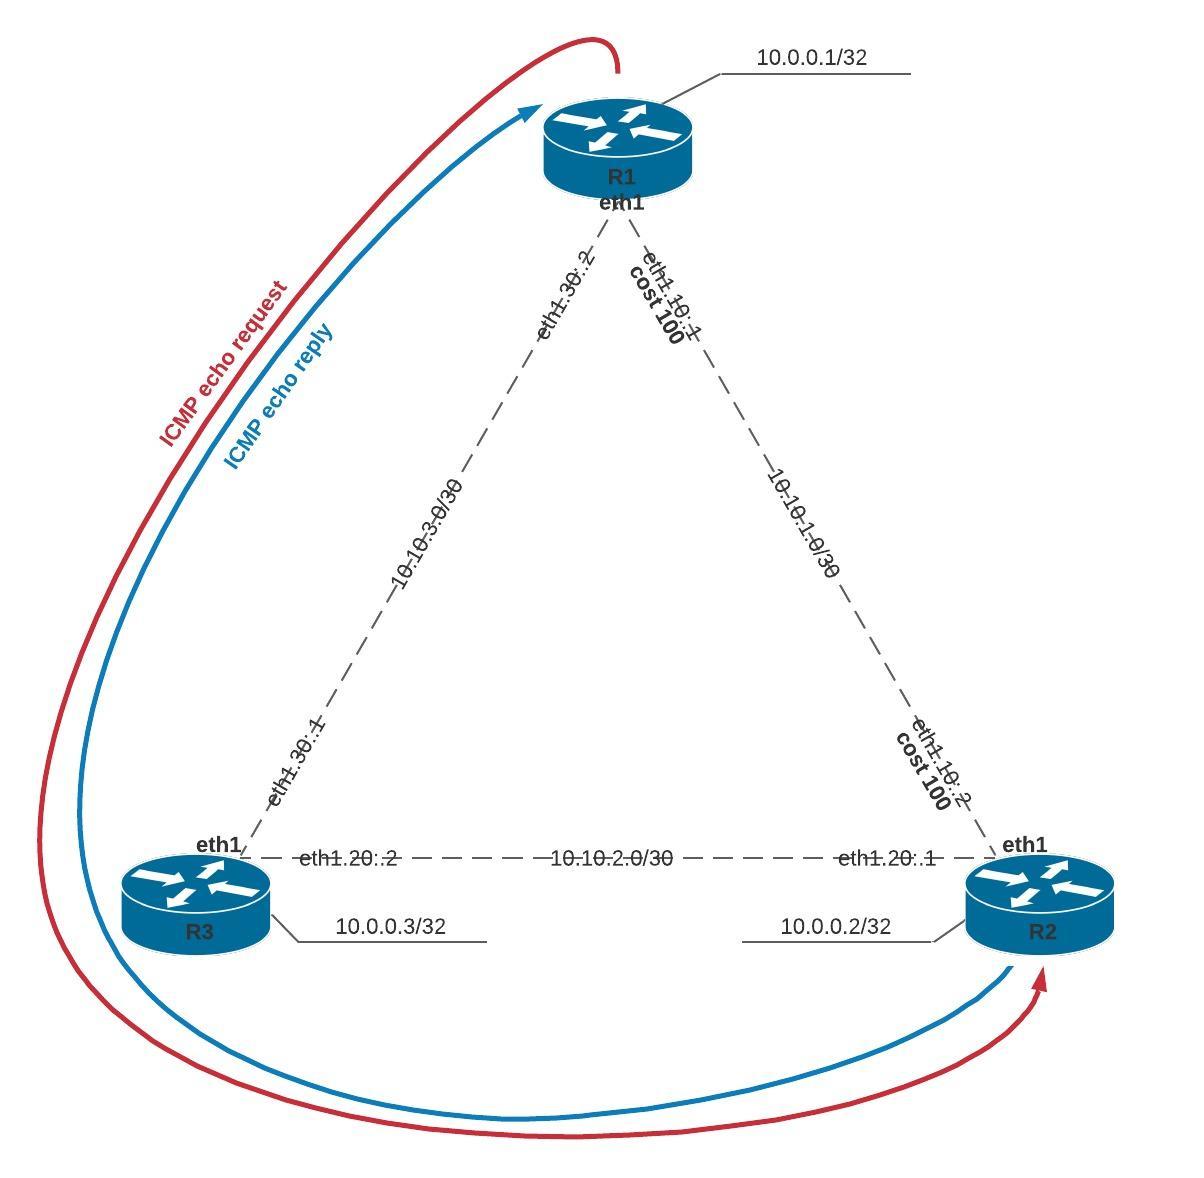 10.0.0.1/32
R1
eth1
eth1.30:.2
eth1.10:.1
cost 100
ICMP echo request
ICMP echo reply
10.10.3.0/30
10.10.1.0/30
eth1.30:.1
eth1.10:.2
cost 100
eth1
eth1
eth1.20:.2
10.10.2.0/30
eth1.20:.1
R3
10.0.0.3/32
10.0.0.2/32
R2